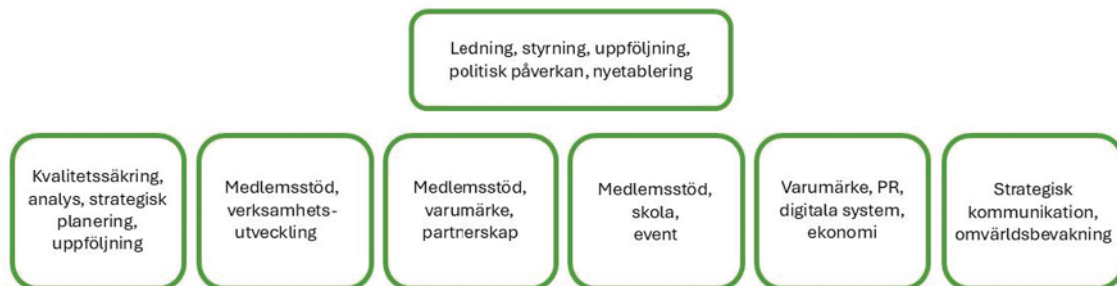 Ledning, styrning, uppföljning,
politisk påverkan, nyetablering
Kvalitetssäkring,
analys, strategisk
planering,
uppföljning
Medlemsstöd,
verksamhets-
utveckling
Medlemsstöd,
varumärke,
partnerskap
Medlemsstöd,
skola,
event
Varumärke, PR,
digitala system,
ekonomi
Strategisk
kommunikation,
omvärldsbevakning